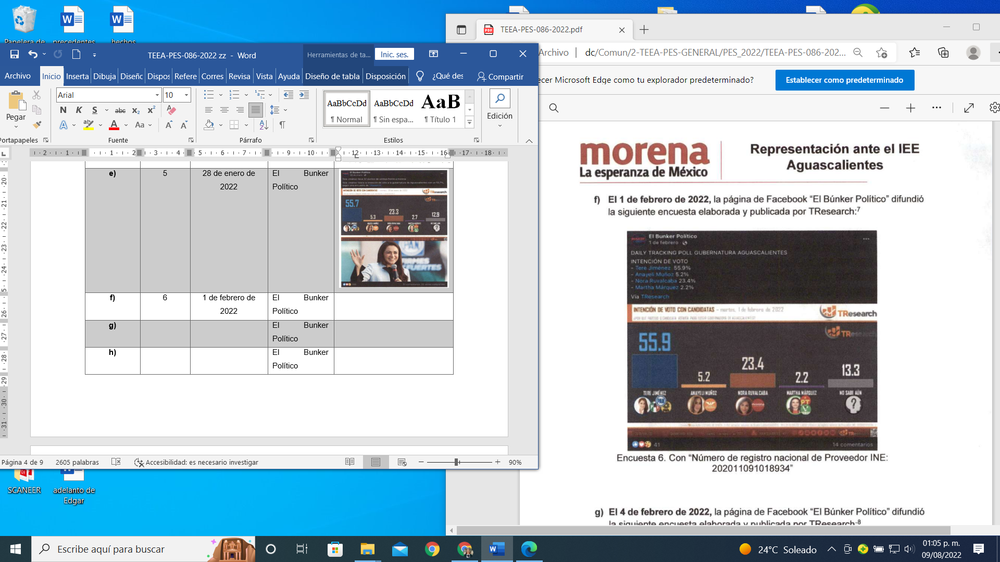 Papelera de
precedentes
hechos
TEEA-PES-086-2022 zz - Word
Herramientas de ta...
Inic. ses.
Archivo
Inicio
Inserta
Dibuja
Diseñc
Dispos
Refere
Corres
Revisa
Vista
Ayuda
Diseño de tabla
Disposición
¿Qué des
Compartir
Pegar
Arial
10
N K S abc x₂ x²
Aa
AaBbCcDd
¶ Normal
AaBbCcDd
¶ Sin espa...
AaB
¶ Título 1
Edición
Portapapeles
Fuente
Párrafo
Estilos
e)
5
28 de enero de
2022
El Bunker
Político
INTENCIÓN DE VOTO CON CANDIDATAS
TResearch
55.7
5.3
23.3
2.7
12.9
f)
6
1 de febrero de
2022
El Bunker
Político
g)
El Bunker
Político
h)
El Bunker
Político
Página 4 de 9
2605 palabras
Accesibilidad: es necesario investigar
90%
SCANEER
adelanto de
Edgar
TEEA-PES-086-2022.pdf
Archivo
dc/Comun/2-TEEA-PES-GENERAL/PES_2022/TEEA-PES-086-202...
ecer Microsoft Edge como tu explorador predeterminado?
Establecer como predeterminado
morena
La esperanza de México
Representación ante el IEE
Aguascalientes
f) El 1 de febrero de 2022, la página de Facebook “El Búnker Político” difundió
la siguiente encuesta elaborada y publicada por TResearch:7
El Bunker Político
1 de febrero
DAILY TRACKING POLL GUBERNATURA AGUASCALIENTES
INTENCIÓN DE VOTO
- Tere Jiménez 55.9%
- Anayeli Muñoz 5.2%
- Nora Ruvalcaba 23.4%
- Martha Márquez 2.2%
Vía TResearch
INTENCIÓN DE VOTO CON CANDIDATAS - martes, 1 de febrero de 2022
TResearch
55.9
5.2
23.4
2.2
13.3
TERE JIMÉNEZ
ANAYELI MUÑOZ
NORA RUVALCABA
MARTHA MÁRQUEZ
NO SABE AÚN
41
14 comentarios
Encuesta 6. Con “Número de registro nacional de Proveedor INE:
202011091018934”
g) El 4 de febrero de 2022, la página de Facebook “El Búnker Político” difundió
la siguiente encuesta elaborada y publicada por TResearch:8
Escribe aquí para buscar
24°C Soleado
01:05 p. m.
09/08/2022